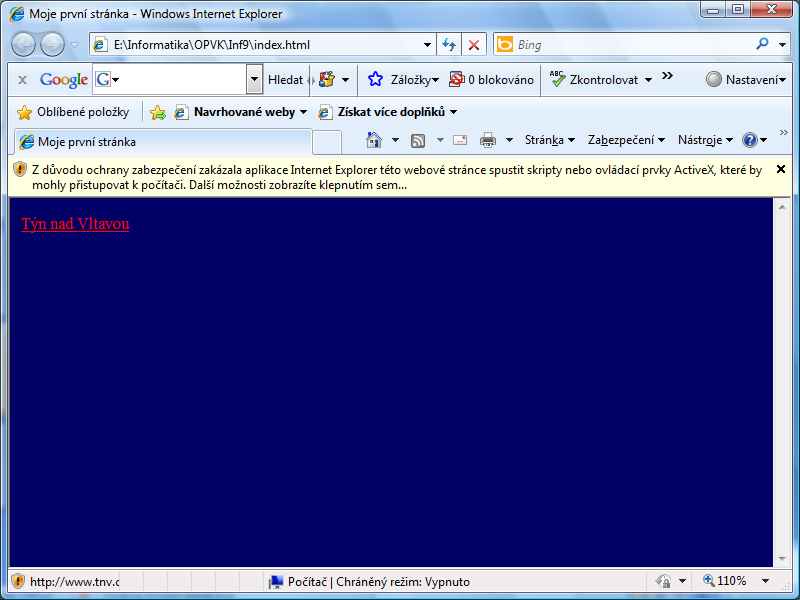 Moje první stránka - Windows Internet Explorer
E:\Informatika\OPVK\Inf9\index.html
Bing
x Google G Hledat Záložky 0 blokováno ABC Zkontrolovat » Nastavení
Oblíbené položky Navrhované weby Získat více doplňků
Moje první stránka Stránka Zabezpečení Nástroje »
Z důvodu ochrany zabezpečení zakázala aplikace Internet Explorer této webové stránce spustit skripty nebo ovládací prvky ActiveX, které by
mohly přistupovat k počítači. Další možnosti zobrazíte klepnutím sem...
Týn nad Vltavou
http://www.tnv.c Počítač | Chráněný režim: Vypnuto 110%